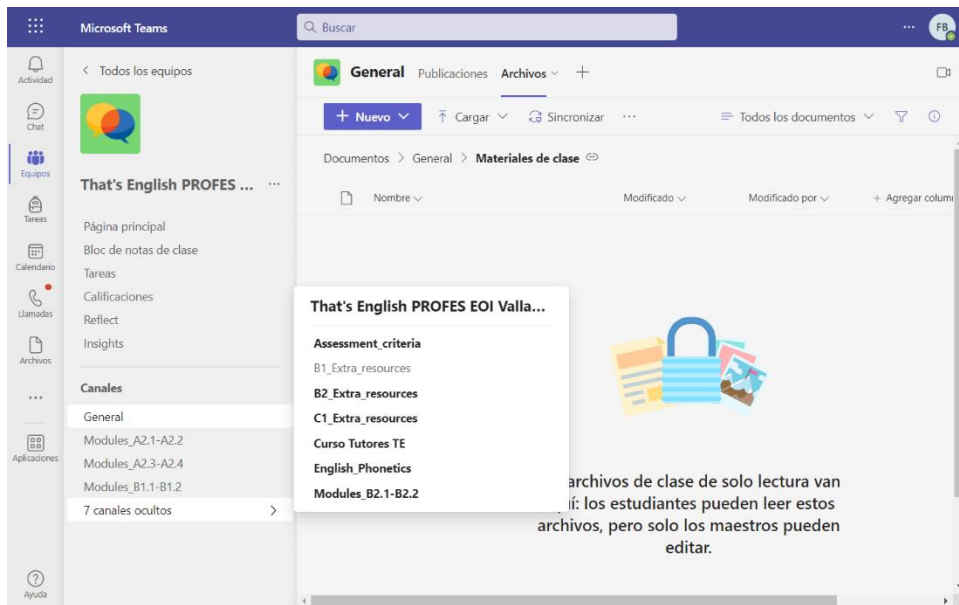 Microsoft Teams
Buscar
FB
Actividad
Chat
Equipos
Tareas
Calendario
Llamadas
Archivos
Aplicaciones
Ayuda
Todos los equipos
That's English PROFES ...
Página principal
Bloc de notas de clase
Tareas
Calificaciones
Reflect
Insights
Canales
General
Modules_A2.1-A2.2
Modules_A2.3-A2.4
Modules_B1.1-B1.2
7 canales ocultos
That's English PROFES EOI Valla...
Assessment_criteria
B1_Extra_resources
B2_Extra_resources
C1_Extra_resources
Curso Tutores TE
English_Phonetics
Modules_B2.1-B2.2
General Publicaciones Archivos
Nuevo Cargar Sincronizar ... Todos los documentos
Documentos > General > Materiales de clase
Nombre Modificado Modificado por + Agregar colum
archivos de clase de solo lectura van
í: los estudiantes pueden leer estos
archivos, pero solo los maestros pueden
editar.